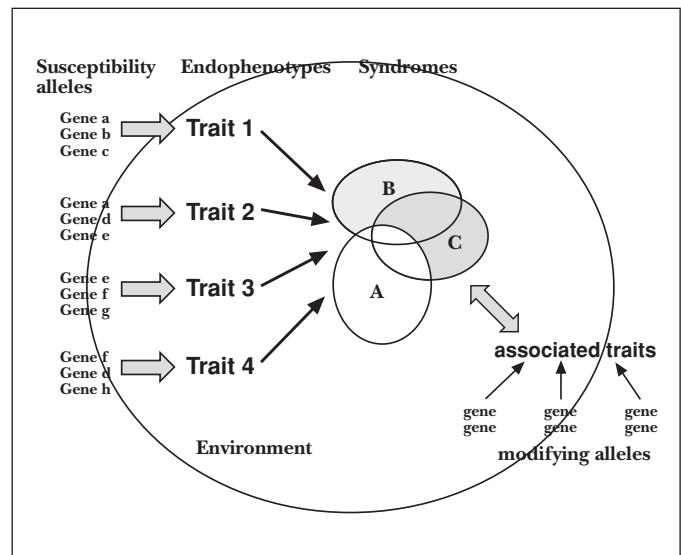 Susceptibility
alleles
Endophenotypes
Syndromes
Gene a
Gene b
Gene c
Trait 1
Gene a
Gene d
Gene e
Trait 2
Gene e
Gene f
Gene g
Trait 3
Gene f
Gene d
Gene h
Trait 4
B
C
A
associated traits
gene
gene
gene
gene
gene
gene
modifying alleles
Environment